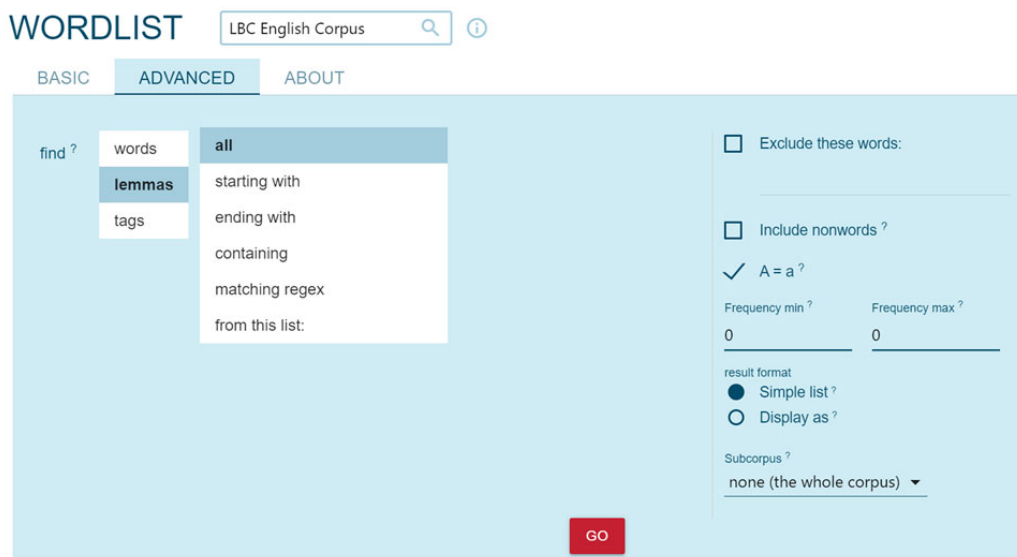 WORDLIST LBC English Corpus
BASIC ADVANCED ABOUT
find ?
words
lemmas
tags
all
starting with
ending with
containing
matching regex
from this list:
Exclude these words:
Include nonwords ?
A = a ?
Frequency min ? Frequency max ?
0 0
result format
Simple list ?
Display as ?
Subcorpus ?
none (the whole corpus)
GO